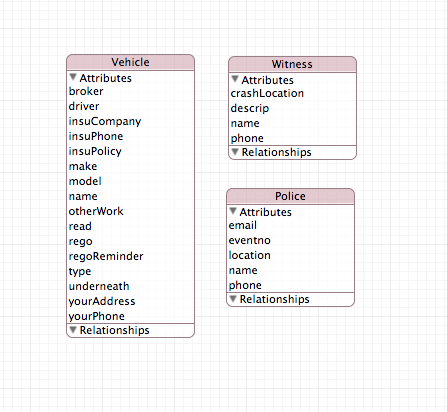 Vehicle
Attributes
broker
driver
insuCompany
insuPhone
insuPolicy
make
model
name
otherWork
read
rego
regoReminder
type
underneath
yourAddress
yourPhone
Relationships
Witness
Attributes
crashLocation
descrip
name
phone
Relationships
Police
Attributes
email
eventno
location
name
phone
Relationships